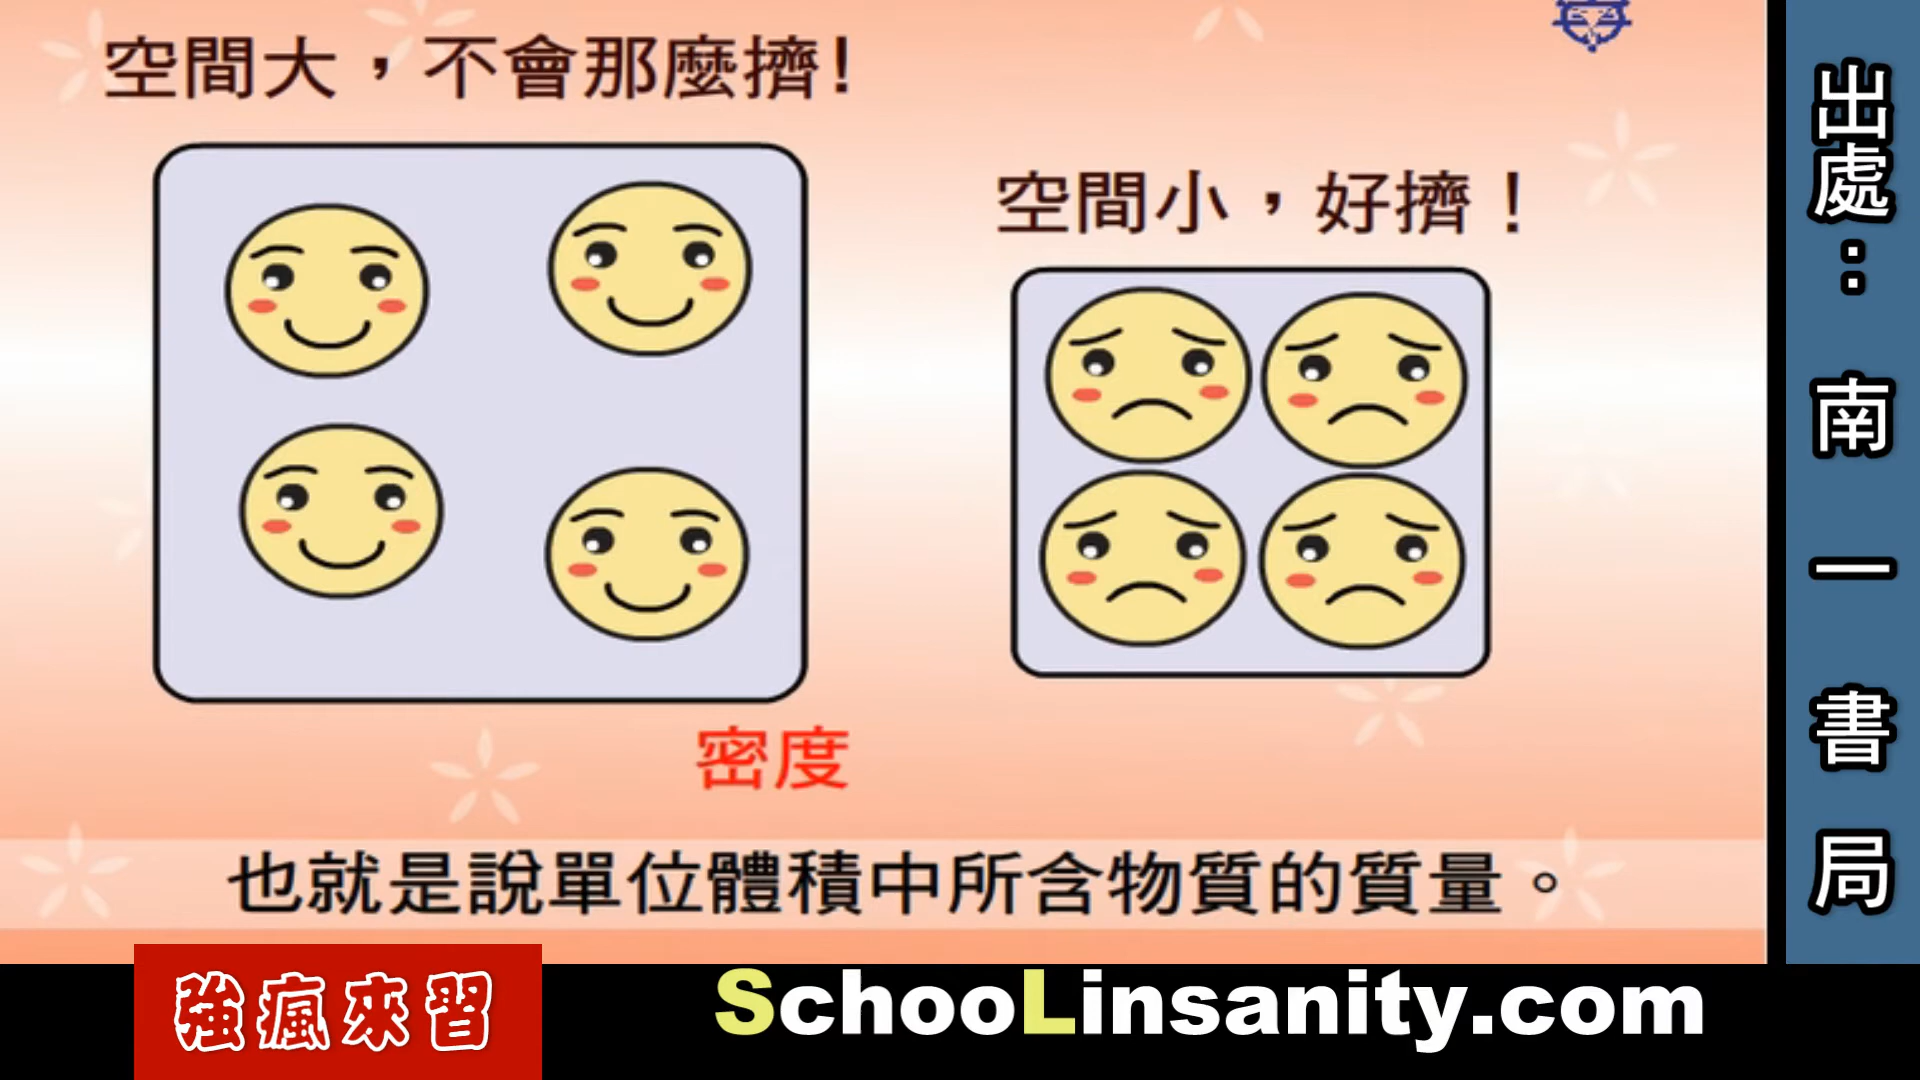 空間大，不會那麼擠！
空間小，好擠！
密度
也就是說單位體積中所含物質的質量。
出處：南一書局
強瘋來習
SchooLinsanity.com